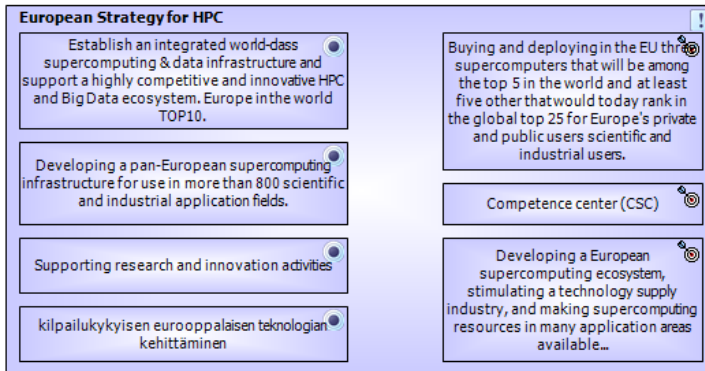 European Strategy for HPC
!
Establish an integrated world-class
supercomputing & data infrastructure and
support a highly competitive and innovative HPC
and Big Data ecosystem. Europe in the world
TOP10.
Developing a pan-European supercomputing
infrastructure for use in more than 800 scientific
and industrial application fields.
Supporting research and innovation activities
kilpailukykyisen eurooppalaisen teknologian
kehittäminen
Buying and deploying in the EU three
supercomputers that will be among
the top 5 in the world and at least
five other that would today rank in
the global top 25 for Europe's private
and public users scientific and
industrial users.
Competence center (CSC)
Developing a European
supercomputing ecosystem,
stimulating a technology supply
industry, and making supercomputing
resources in many application areas
available...